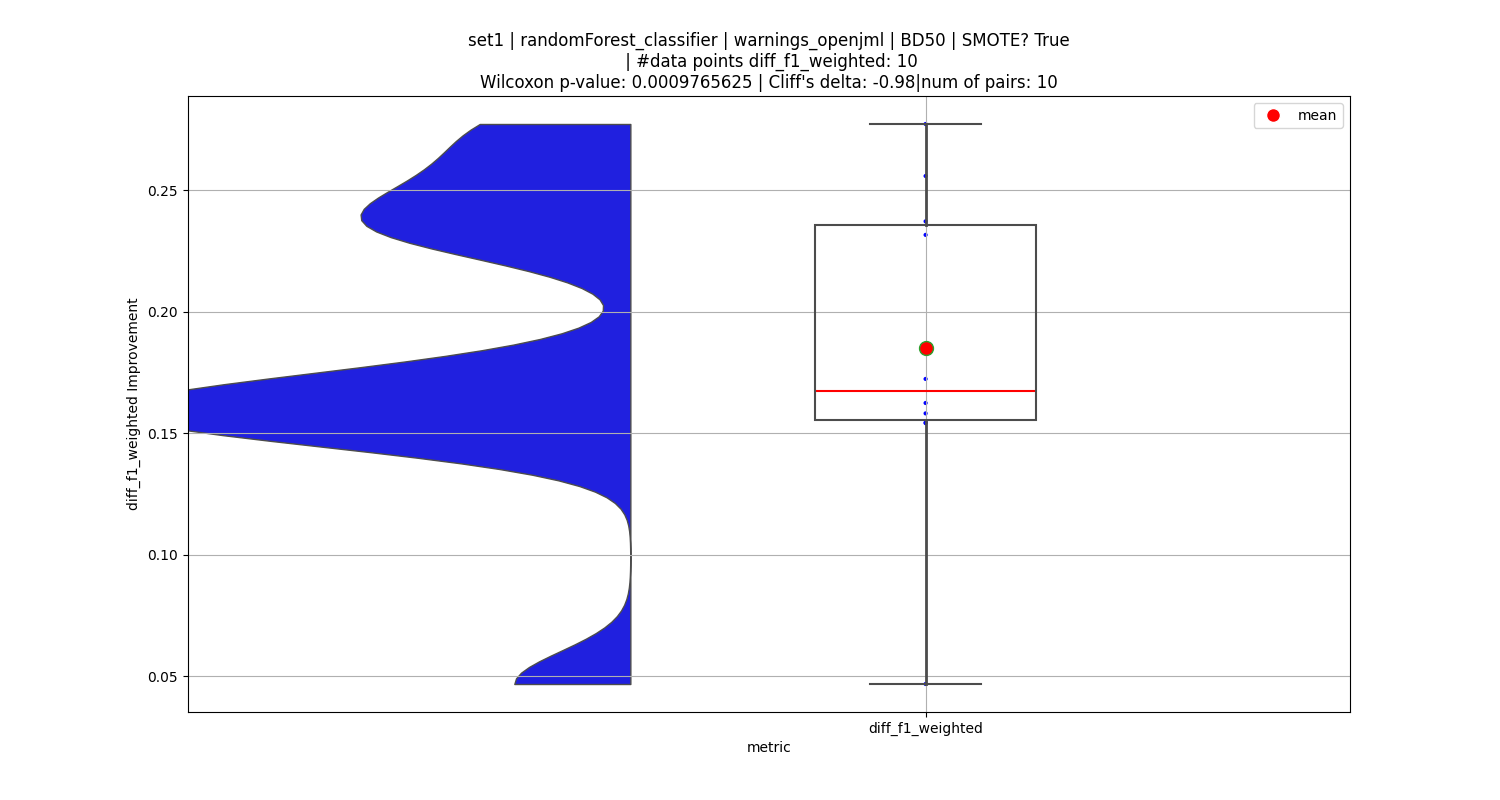 set1 | randomForest_classifier | warnings_openjml | BD50 | SMOTE? True
| #data points diff_f1_weighted: 10
Wilcoxon p-value: 0.0009765625 | Cliff's delta: -0.98|num of pairs: 10
mean
0.25
0.20
0.15
0.10
0.05
diff_f1_weighted Improvement
diff_f1_weighted
metric